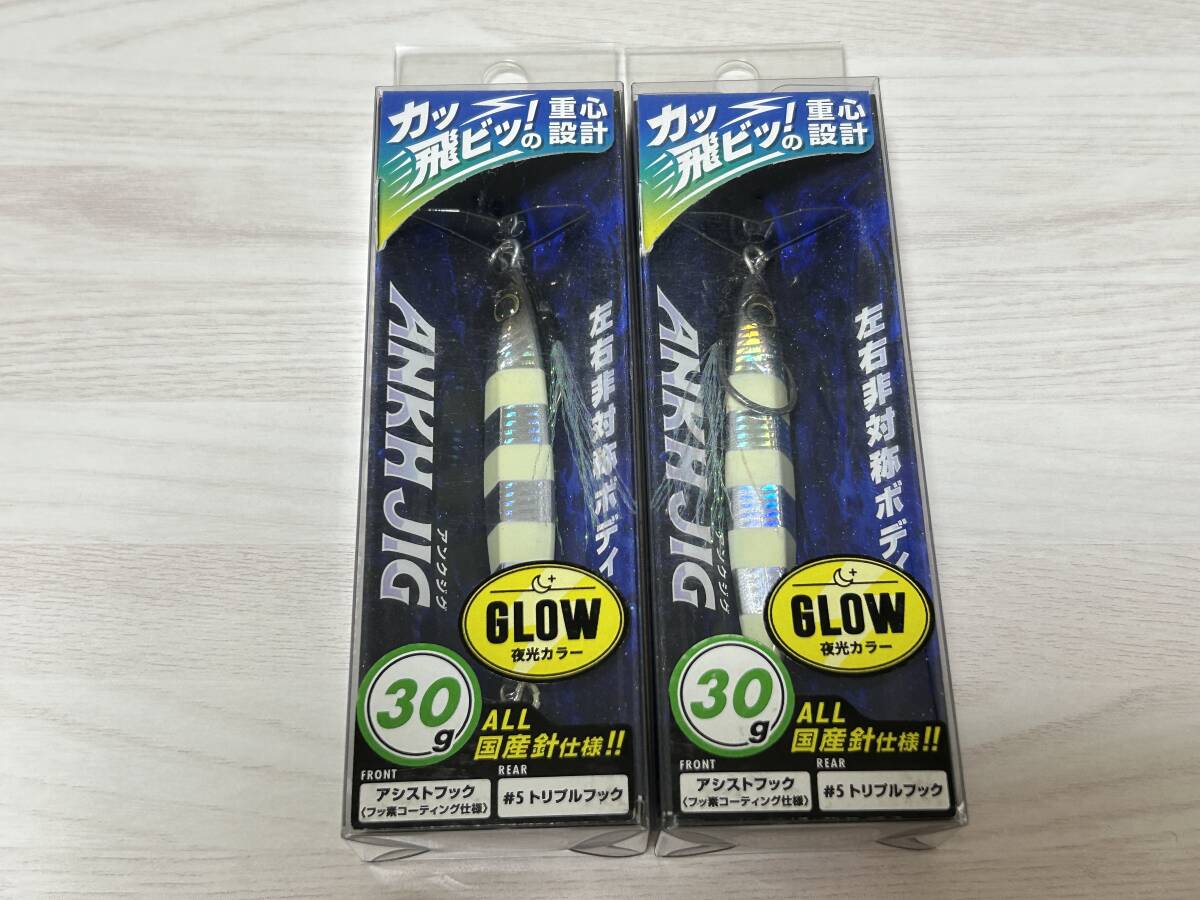 カッ飛ビッ!の重心設計
ANKH JIG
アンクジグ
左右非対称ボディ
GLOW
夜光カラー
30g
ALL
国産針仕様!!
FRONT
アシストフック
〈フッ素コーティング仕様〉
REAR
#5 トリプルフック
カッ飛ビッ!の重心設計
ANKH JIG
アンクジグ
左右非対称ボディ
GLOW
夜光カラー
30g
ALL
国産針仕様!!
FRONT
アシストフック
〈フッ素コーティング仕様〉
REAR
#5 トリプルフック